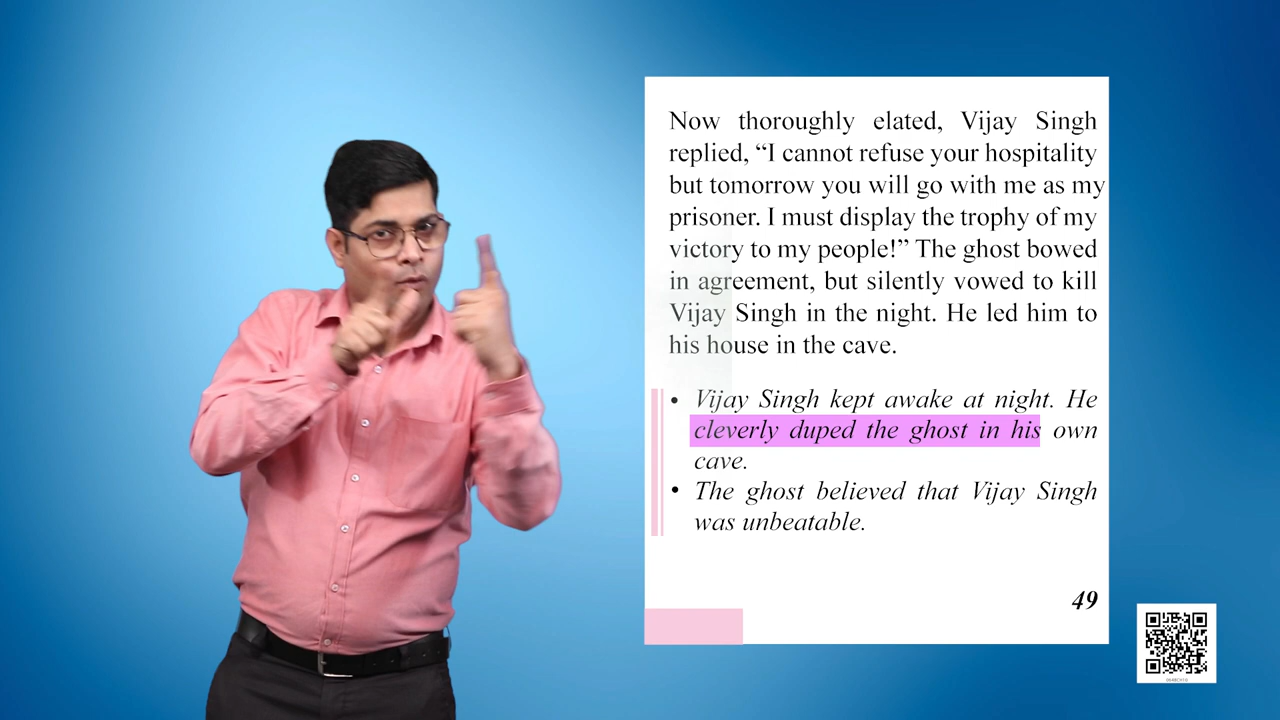 Now thoroughly elated, Vijay Singh
replied, “I cannot refuse your hospitality
but tomorrow you will go with me as my
prisoner. I must display the trophy of my
victory to my people!” The ghost bowed
in agreement, but silently vowed to kill
Vijay Singh in the night. He led him to
his house in the cave.
• Vijay Singh kept awake at night. He
cleverly duped the ghost in his own
cave.
• The ghost believed that Vijay Singh
was unbeatable.
49